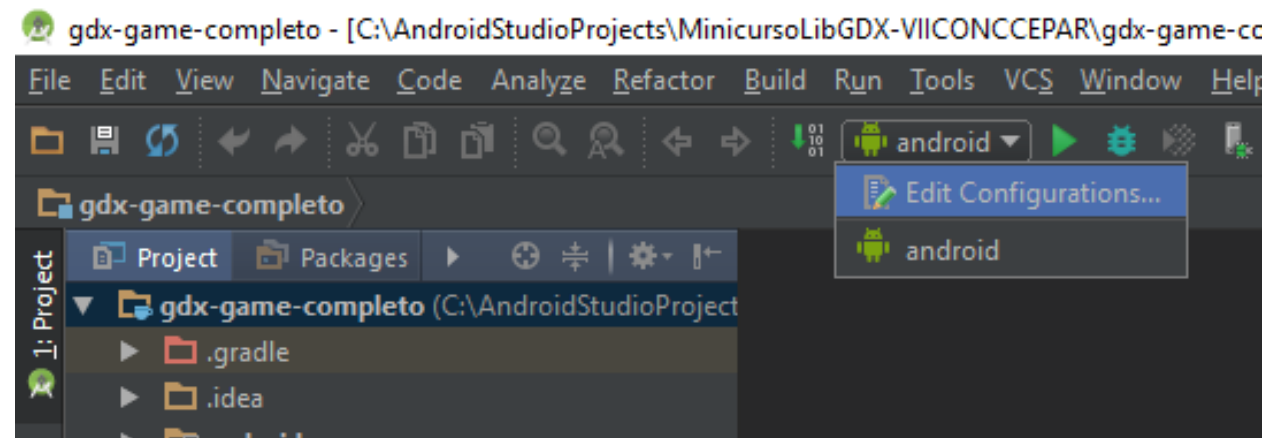 gdx-game-completo - [C:\AndroidStudioProjects\MinicursoLibGDX-VIICONCCEPAR\gdx-game-co
File Edit View Navigate Code Analyze Refactor Build Run Tools VCS Window Help
android
gdx-game-completo
Edit Configurations...
Project Packages
android
1: Project
gdx-game-completo (C:\AndroidStudioProject
.gradle
.idea